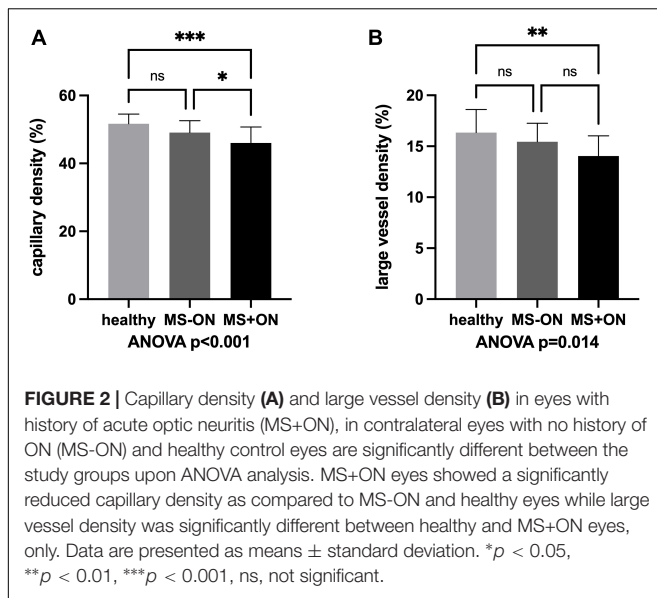 A
***
ns
*
capillary density (%)
60
40
20
0
healthy MS-ON MS+ON
ANOVA p<0.001
B
**
ns
ns
large vessel density (%)
20
15
10
5
0
healthy MS-ON MS+ON
ANOVA p=0.014
FIGURE 2 | Capillary density (A) and large vessel density (B) in eyes with
history of acute optic neuritis (MS+ON), in contralateral eyes with no history of
ON (MS-ON) and healthy control eyes are significantly different between the
study groups upon ANOVA analysis. MS+ON eyes showed a significantly
reduced capillary density as compared to MS-ON and healthy eyes while large
vessel density was significantly different between healthy and MS+ON eyes,
only. Data are presented as means ± standard deviation. *p < 0.05,
**p < 0.01, ***p < 0.001, ns, not significant.